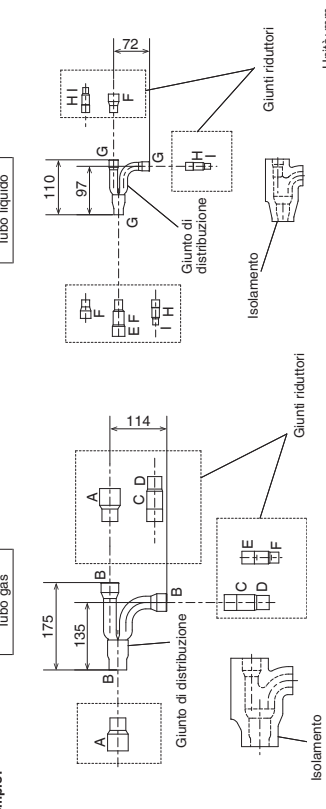 Tubo gas
Tubo liquido
A
B
175
135
B
B
114
A
C D
Giunto di distribuzione
C
D
E
F
Giunti riduttori
Isolamento
F
E F
I H
G
110
97
G
G
72
H I
F
Giunto di
distribuzione
H
I
Giunti riduttori
Isolamento